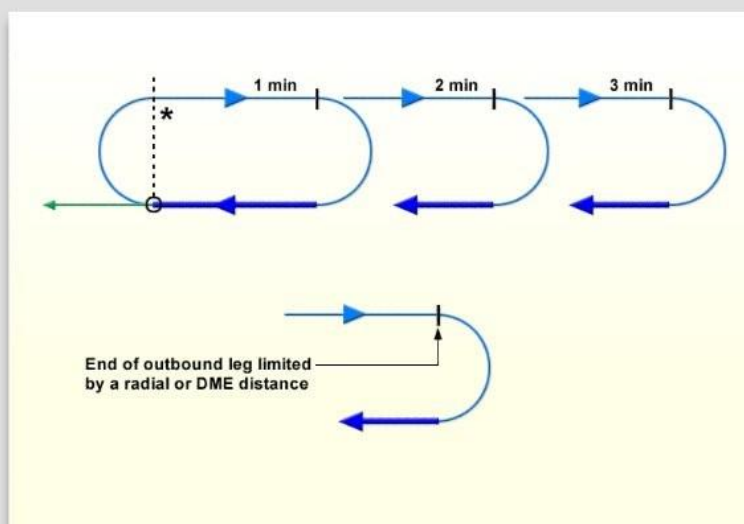 1 min
2 min
3 min
*
End of outbound leg limited
by a radial or DME distance